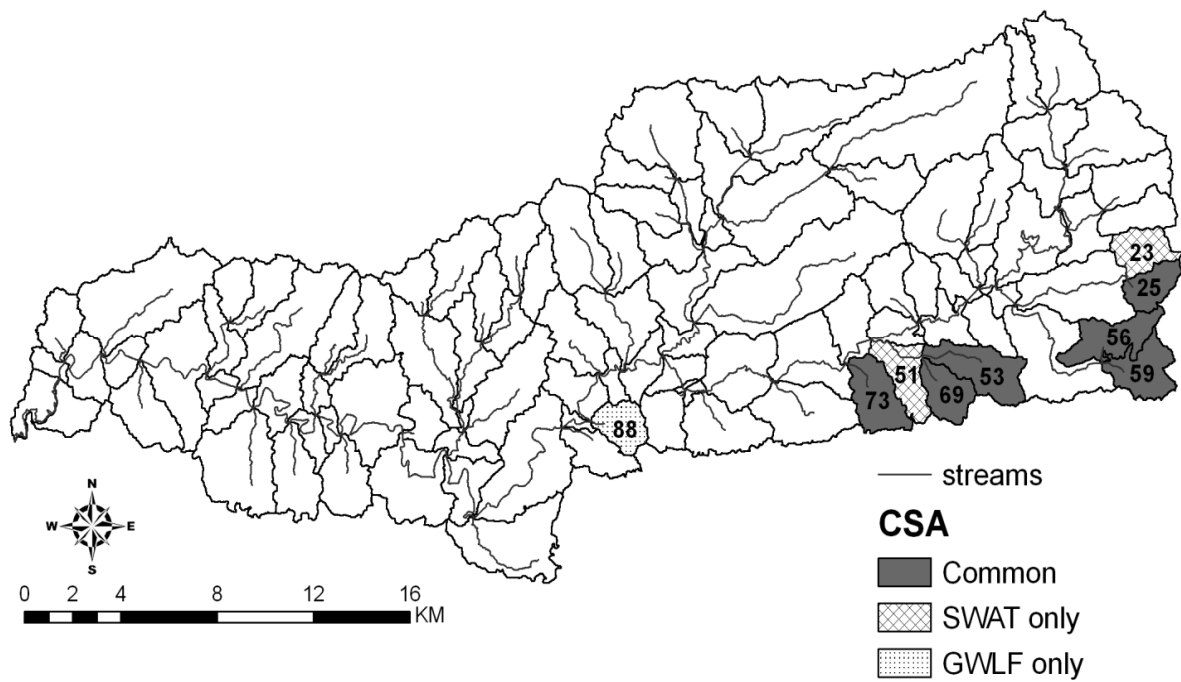 23
25
56
59
51
53
73
69
88
streams
CSA
Common
SWAT only
GWLF only
N
W E
S
0 2 4 8 12 16
KM